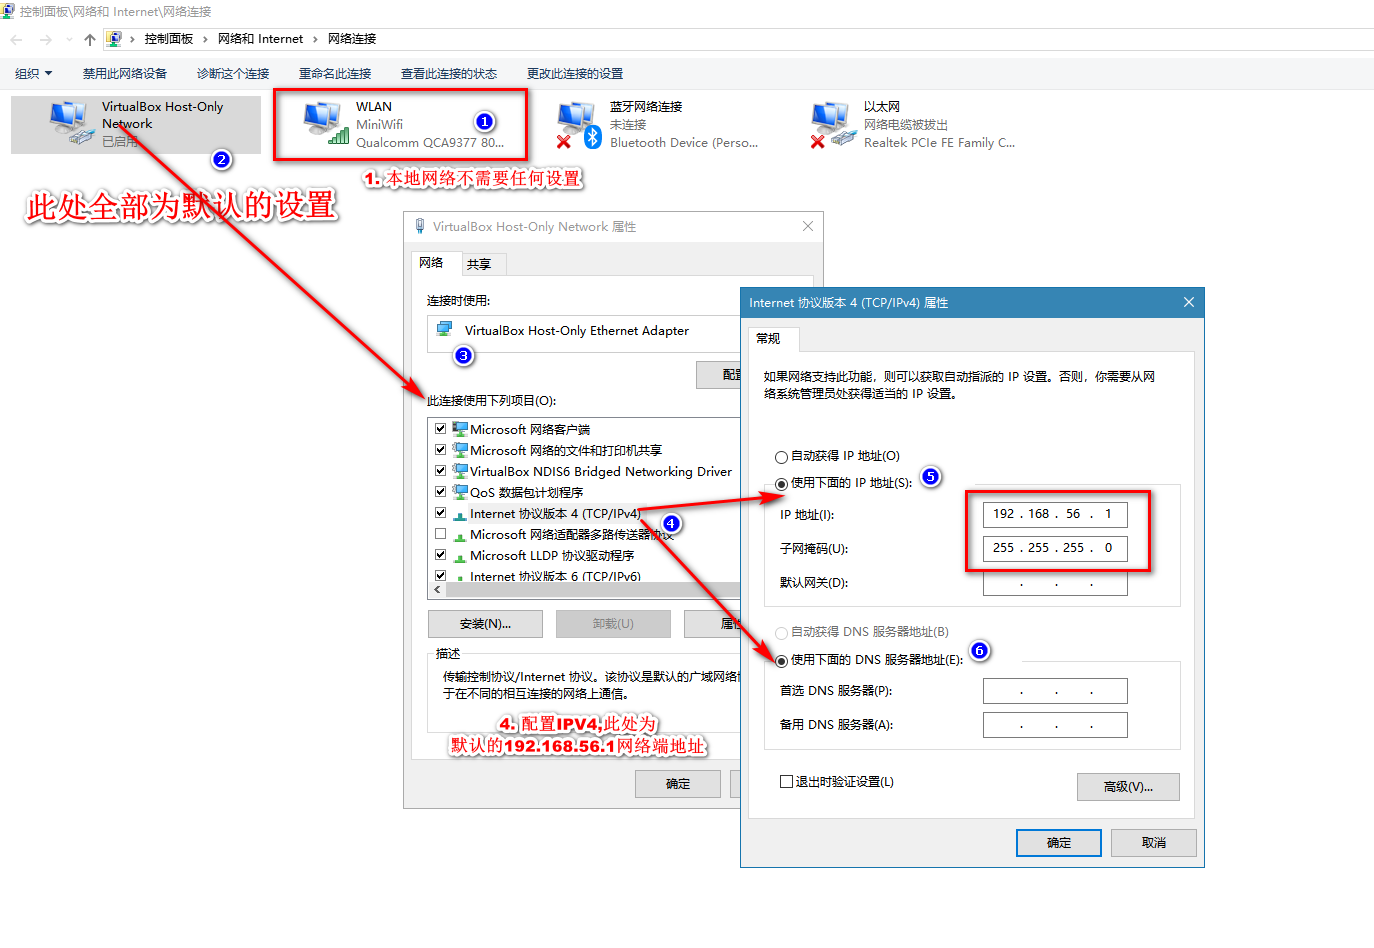 控制面板\网络和 Internet\网络连接
控制面板 › 网络和 Internet › 网络连接
组织 禁用此网络设备 诊断这个连接 重命名此连接 查看此连接的状态 更改此连接的设置
VirtualBox Host-Only
Network
已启用
2
WLAN
MiniWifi
Qualcomm QCA9377 80...
1
蓝牙网络连接
未连接
Bluetooth Device (Perso...
以太网
网络电缆被拔出
Realtek PCIe FE Family C...
1. 本地网络不需要任何设置
此处全部为默认的设置
VirtualBox Host-Only Network 属性
网络 共享
连接时使用:
VirtualBox Host-Only Ethernet Adapter
3
配置
此连接使用下列项目(O):
Microsoft 网络客户端
Microsoft 网络的文件和打印机共享
VirtualBox NDIS6 Bridged Networking Driver
QoS 数据包计划程序
Internet 协议版本 4 (TCP/IPv4)
4
Microsoft 网络适配器多路传送器协议
Microsoft LLDP 协议驱动程序
Internet 协议版本 6 (TCP/IPv6)
安装(N)... 卸载(U) 属性
描述
传输控制协议/Internet 协议。该协议是默认的广域网络
于在不同的相互连接的网络上通信。
4. 配置IPV4,此处为
默认的192.168.56.1网络端地址
确定
Internet 协议版本 4 (TCP/IPv4) 属性
常规
如果网络支持此功能，则可以获取自动指派的 IP 设置。否则，你需要从网
络系统管理员处获得适当的 IP 设置。
自动获得 IP 地址(O)
使用下面的 IP 地址(S):
5
IP 地址(I): 192 . 168 . 56 . 1
子网掩码(U): 255 . 255 . 255 . 0
默认网关(D): . . .
自动获得 DNS 服务器地址(B)
使用下面的 DNS 服务器地址(E):
6
首选 DNS 服务器(P): . . .
备用 DNS 服务器(A): . . .
退出时验证设置(L)
高级(V)...
确定 取消